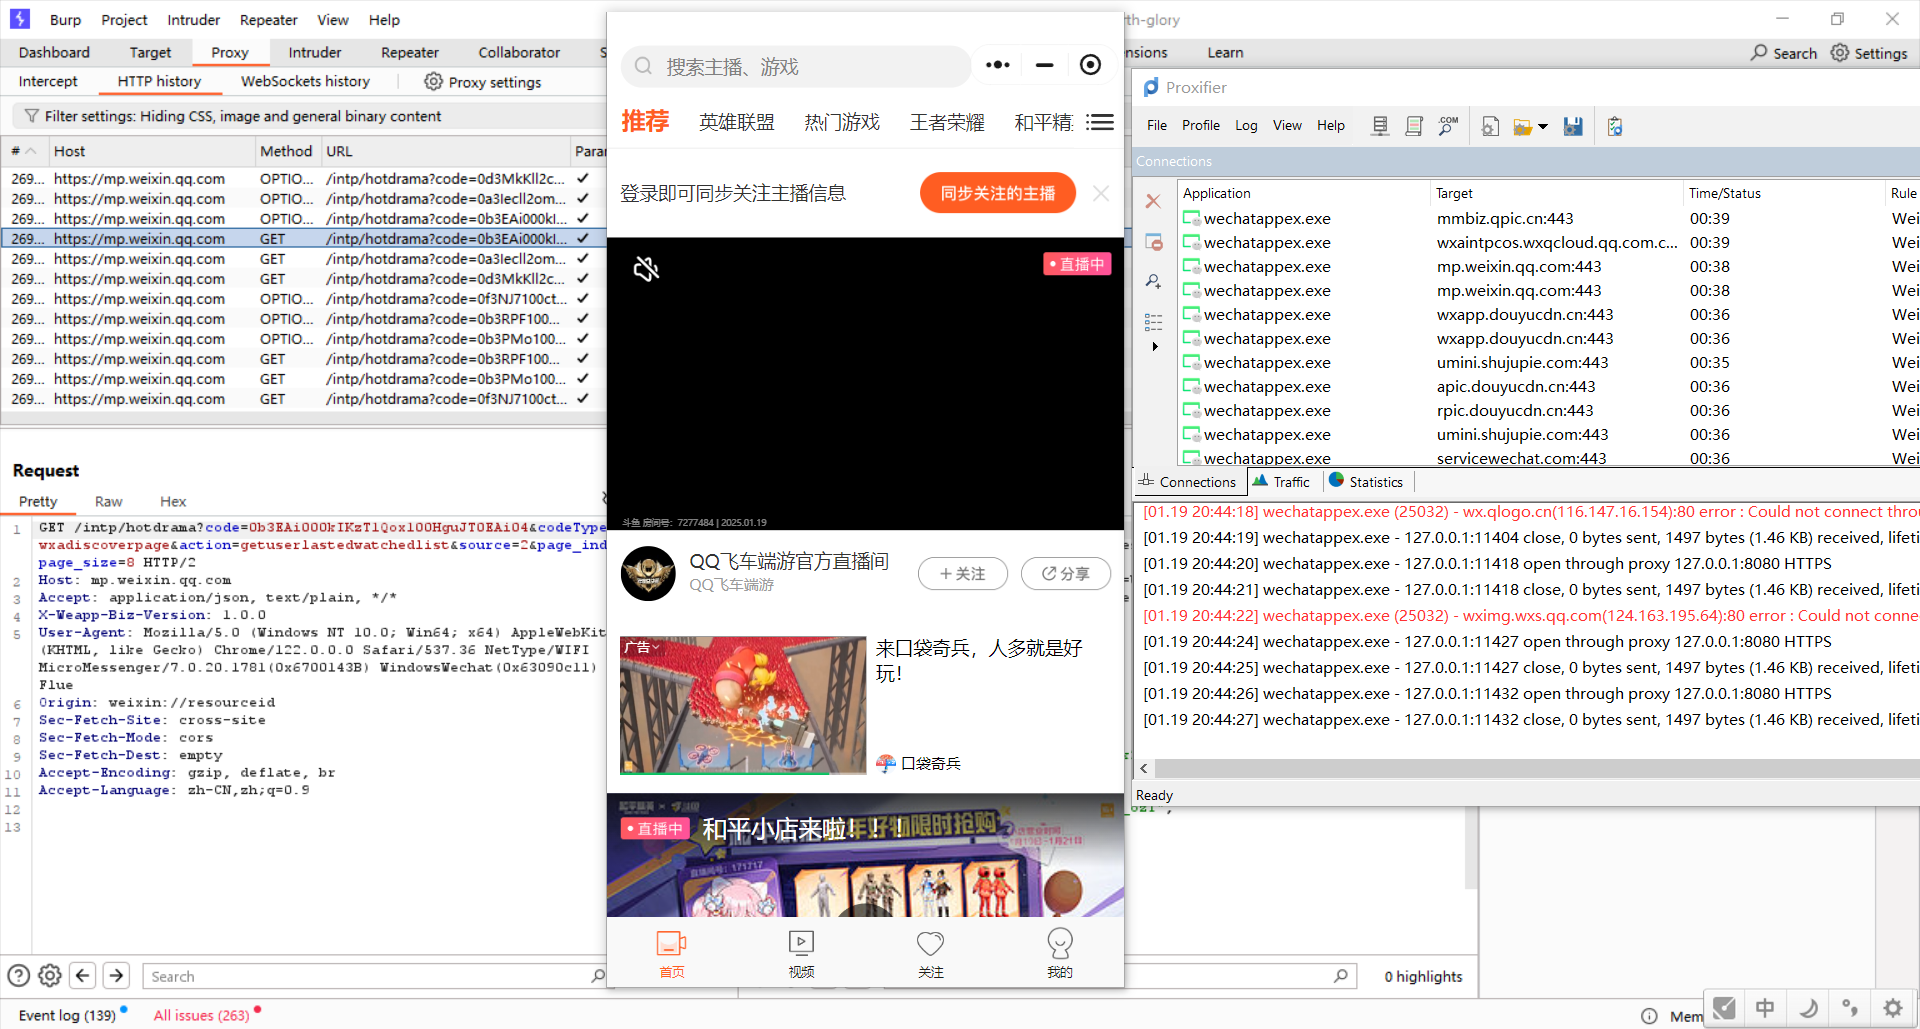 Burp Project Intruder Repeater View Help
rth-glory
Dashboard Target Proxy Intruder Repeater Collaborator S
ensions Learn
Search Settings
Intercept HTTP history WebSockets history Proxy settings
Filter settings: Hiding CSS, image and general binary content
# Host Method URL Parar
269... https://mp.weixin.qq.com OPTIO... /intp/hotdrama?code=0d3MkKll2c... ✓
269... https://mp.weixin.qq.com OPTIO... /intp/hotdrama?code=0a3Iecll2om... ✓
269... https://mp.weixin.qq.com OPTIO... /intp/hotdrama?code=0b3EAi000kI... ✓
269... https://mp.weixin.qq.com GET /intp/hotdrama?code=0b3EAi000kI... ✓
269... https://mp.weixin.qq.com GET /intp/hotdrama?code=0a3Iecll2om... ✓
269... https://mp.weixin.qq.com GET /intp/hotdrama?code=0d3MkKll2c... ✓
269... https://mp.weixin.qq.com OPTIO... /intp/hotdrama?code=0f3NJ7100ct... ✓
269... https://mp.weixin.qq.com OPTIO... /intp/hotdrama?code=0b3RPF100... ✓
269... https://mp.weixin.qq.com OPTIO... /intp/hotdrama?code=0b3PMo100... ✓
269... https://mp.weixin.qq.com GET /intp/hotdrama?code=0b3RPF100... ✓
269... https://mp.weixin.qq.com GET /intp/hotdrama?code=0b3PMo100... ✓
269... https://mp.weixin.qq.com GET /intp/hotdrama?code=0f3NJ7100ct... ✓
Request
Pretty Raw Hex
1 GET /intp/hotdrama?code=0b3EAi000kIKzT1Qox100HguJT0EAi04&codeType
wxadiscoverpage&action=getuserlastedwatchedlist&source=2&page_ind
page_size=8 HTTP/2
2 Host: mp.weixin.qq.com
3 Accept: application/json, text/plain, */*
4 X-Weapp-Biz-Version: 1.0.0
5 User-Agent: Mozilla/5.0 (Windows NT 10.0; Win64; x64) AppleWebKit
(KHTML, like Gecko) Chrome/122.0.0.0 Safari/537.36 NetType/WIFI
MicroMessenger/7.0.20.1781(0x6700143B) WindowsWechat(0x63090c11)
Flue
6 Origin: weixin://resourceid
7 Sec-Fetch-Site: cross-site
8 Sec-Fetch-Mode: cors
9 Sec-Fetch-Dest: empty
10 Accept-Encoding: gzip, deflate, br
11 Accept-Language: zh-CN,zh;q=0.9
12
13
Search
0 highlights
Event log (139) All issues (263)
Mem
中
搜索主播、游戏
推荐 英雄联盟 热门游戏 王者荣耀 和平精
登录即可同步关注主播信息 同步关注的主播
直播中
斗鱼 房间号：7277484 | 2025.01.19
QQ飞车端游官方直播间
QQ飞车端游
+关注 分享
广告
来口袋奇兵，人多就是好
玩！
口袋奇兵
直播中 和平小店来啦！！！
年好物限时抢购
直播间号：171717
首页 视频 关注 我的
Proxifier
File Profile Log View Help
Connections
Application Target Time/Status Rule
wechatappex.exe mmbiz.qpic.cn:443 00:39 Wei
wechatappex.exe wxaintpcos.wxqcloud.qq.com.c... 00:39 Wei
wechatappex.exe mp.weixin.qq.com:443 00:38 Wei
wechatappex.exe mp.weixin.qq.com:443 00:38 Wei
wechatappex.exe wxapp.douyucdn.cn:443 00:36 Wei
wechatappex.exe wxapp.douyucdn.cn:443 00:36 Wei
wechatappex.exe umini.shujupie.com:443 00:35 Wei
wechatappex.exe apic.douyucdn.cn:443 00:36 Wei
wechatappex.exe rpic.douyucdn.cn:443 00:36 Wei
wechatappex.exe umini.shujupie.com:443 00:36 Wei
wechatappex.exe servicewechat.com:443 00:36 Wei
Connections Traffic Statistics
[01.19 20:44:18] wechatappex.exe (25032) - wx.qlogo.cn(116.147.16.154):80 error : Could not connect throu
[01.19 20:44:19] wechatappex.exe - 127.0.0.1:11404 close, 0 bytes sent, 1497 bytes (1.46 KB) received, lifeti
[01.19 20:44:20] wechatappex.exe - 127.0.0.1:11418 open through proxy 127.0.0.1:8080 HTTPS
[01.19 20:44:21] wechatappex.exe - 127.0.0.1:11418 close, 0 bytes sent, 1497 bytes (1.46 KB) received, lifeti
[01.19 20:44:22] wechatappex.exe (25032) - wximg.wxs.qq.com(124.163.195.64):80 error : Could not conne
[01.19 20:44:24] wechatappex.exe - 127.0.0.1:11427 open through proxy 127.0.0.1:8080 HTTPS
[01.19 20:44:25] wechatappex.exe - 127.0.0.1:11427 close, 0 bytes sent, 1497 bytes (1.46 KB) received, lifeti
[01.19 20:44:26] wechatappex.exe - 127.0.0.1:11432 open through proxy 127.0.0.1:8080 HTTPS
[01.19 20:44:27] wechatappex.exe - 127.0.0.1:11432 close, 0 bytes sent, 1497 bytes (1.46 KB) received, lifeti
Ready